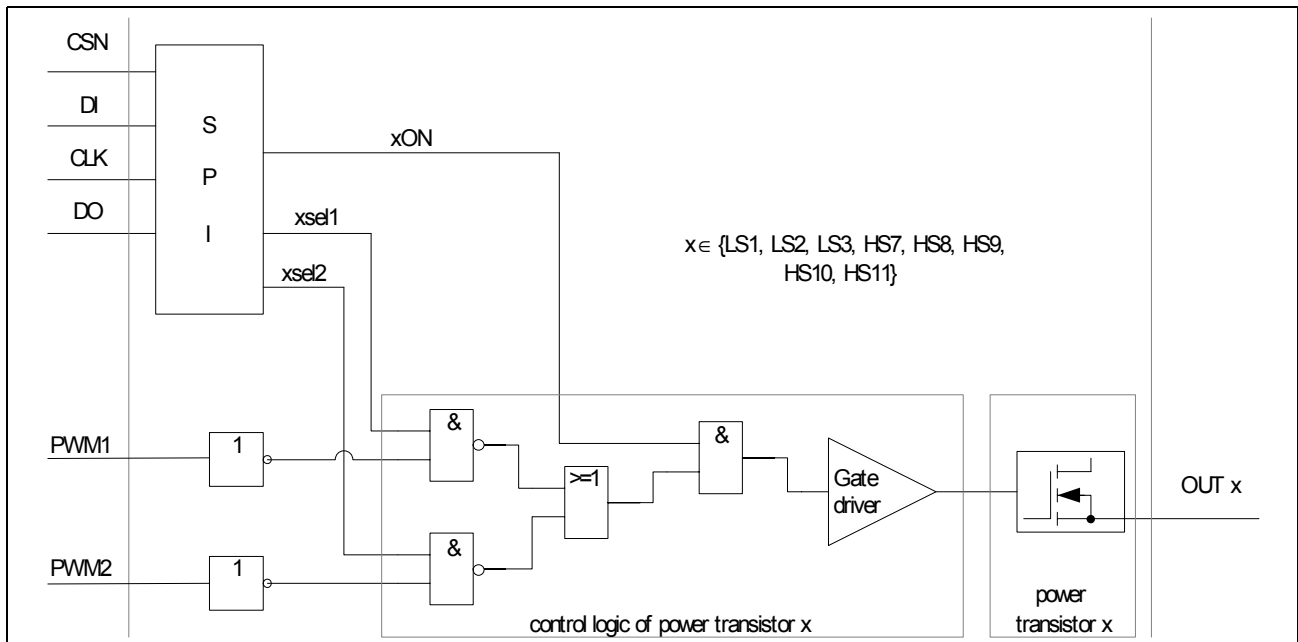 CSN
DI
CLK
DO
S
P
I
xON
xsel1
xsel2
x∈ {LS1, LS2, LS3, HS7, HS8, HS9,
HS10, HS11}
PWM1
1
&
&
>=1
Gate
driver
OUT x
PWM2
1
&
control logic of power transistor x
power
transistor x